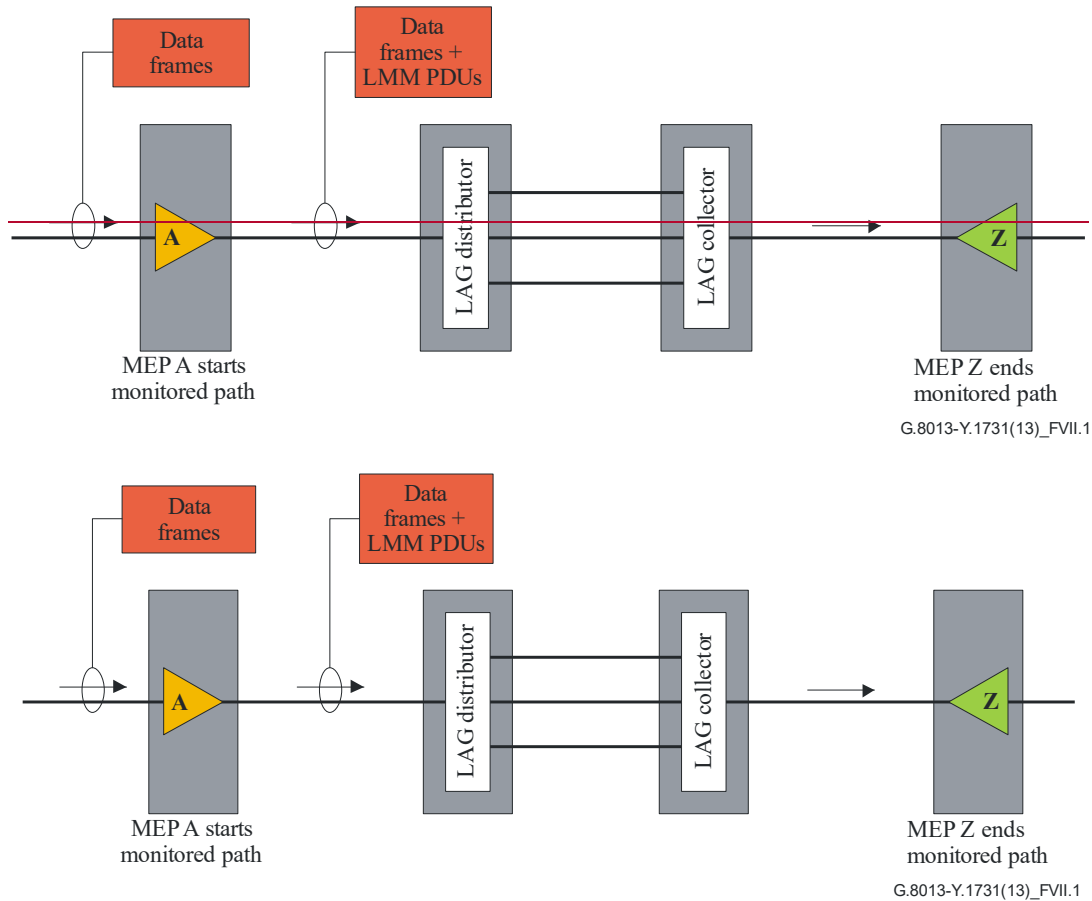 Data
frames
Data
frames +
LMM PDUs
A
LAG distributor
LAG collector
Z
MEP A starts
monitored path
MEP Z ends
monitored path
G.8013-Y.1731(13)_FVII.1
Data
frames
Data
frames +
LMM PDUs
A
LAG distributor
LAG collector
Z
MEP A starts
monitored path
MEP Z ends
monitored path
G.8013-Y.1731(13)_FVII.1